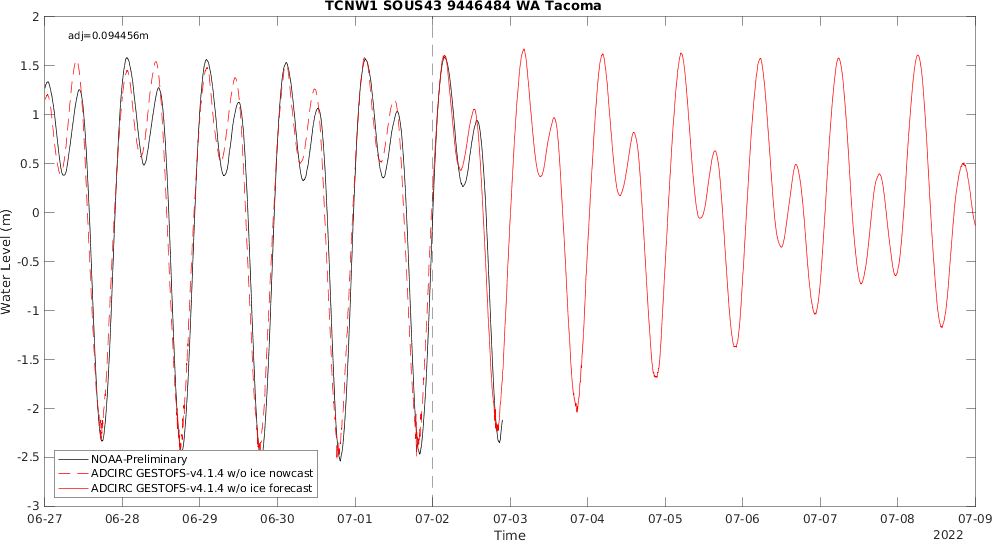 TCNW1 SOUS43 9446484 WA Tacoma
adj=0.094456m
2
1.5
1
0.5
0
-0.5
-1
-1.5
-2
-2.5
-3
Water Level (m)
NOAA-Preliminary
ADCIRC GESTOFS-v4.1.4 w/o ice nowcast
ADCIRC GESTOFS-v4.1.4 w/o ice forecast
06-27 06-28 06-29 06-30 07-01 07-02 07-03 07-04 07-05 07-06 07-07 07-08 07-09
Time
2022